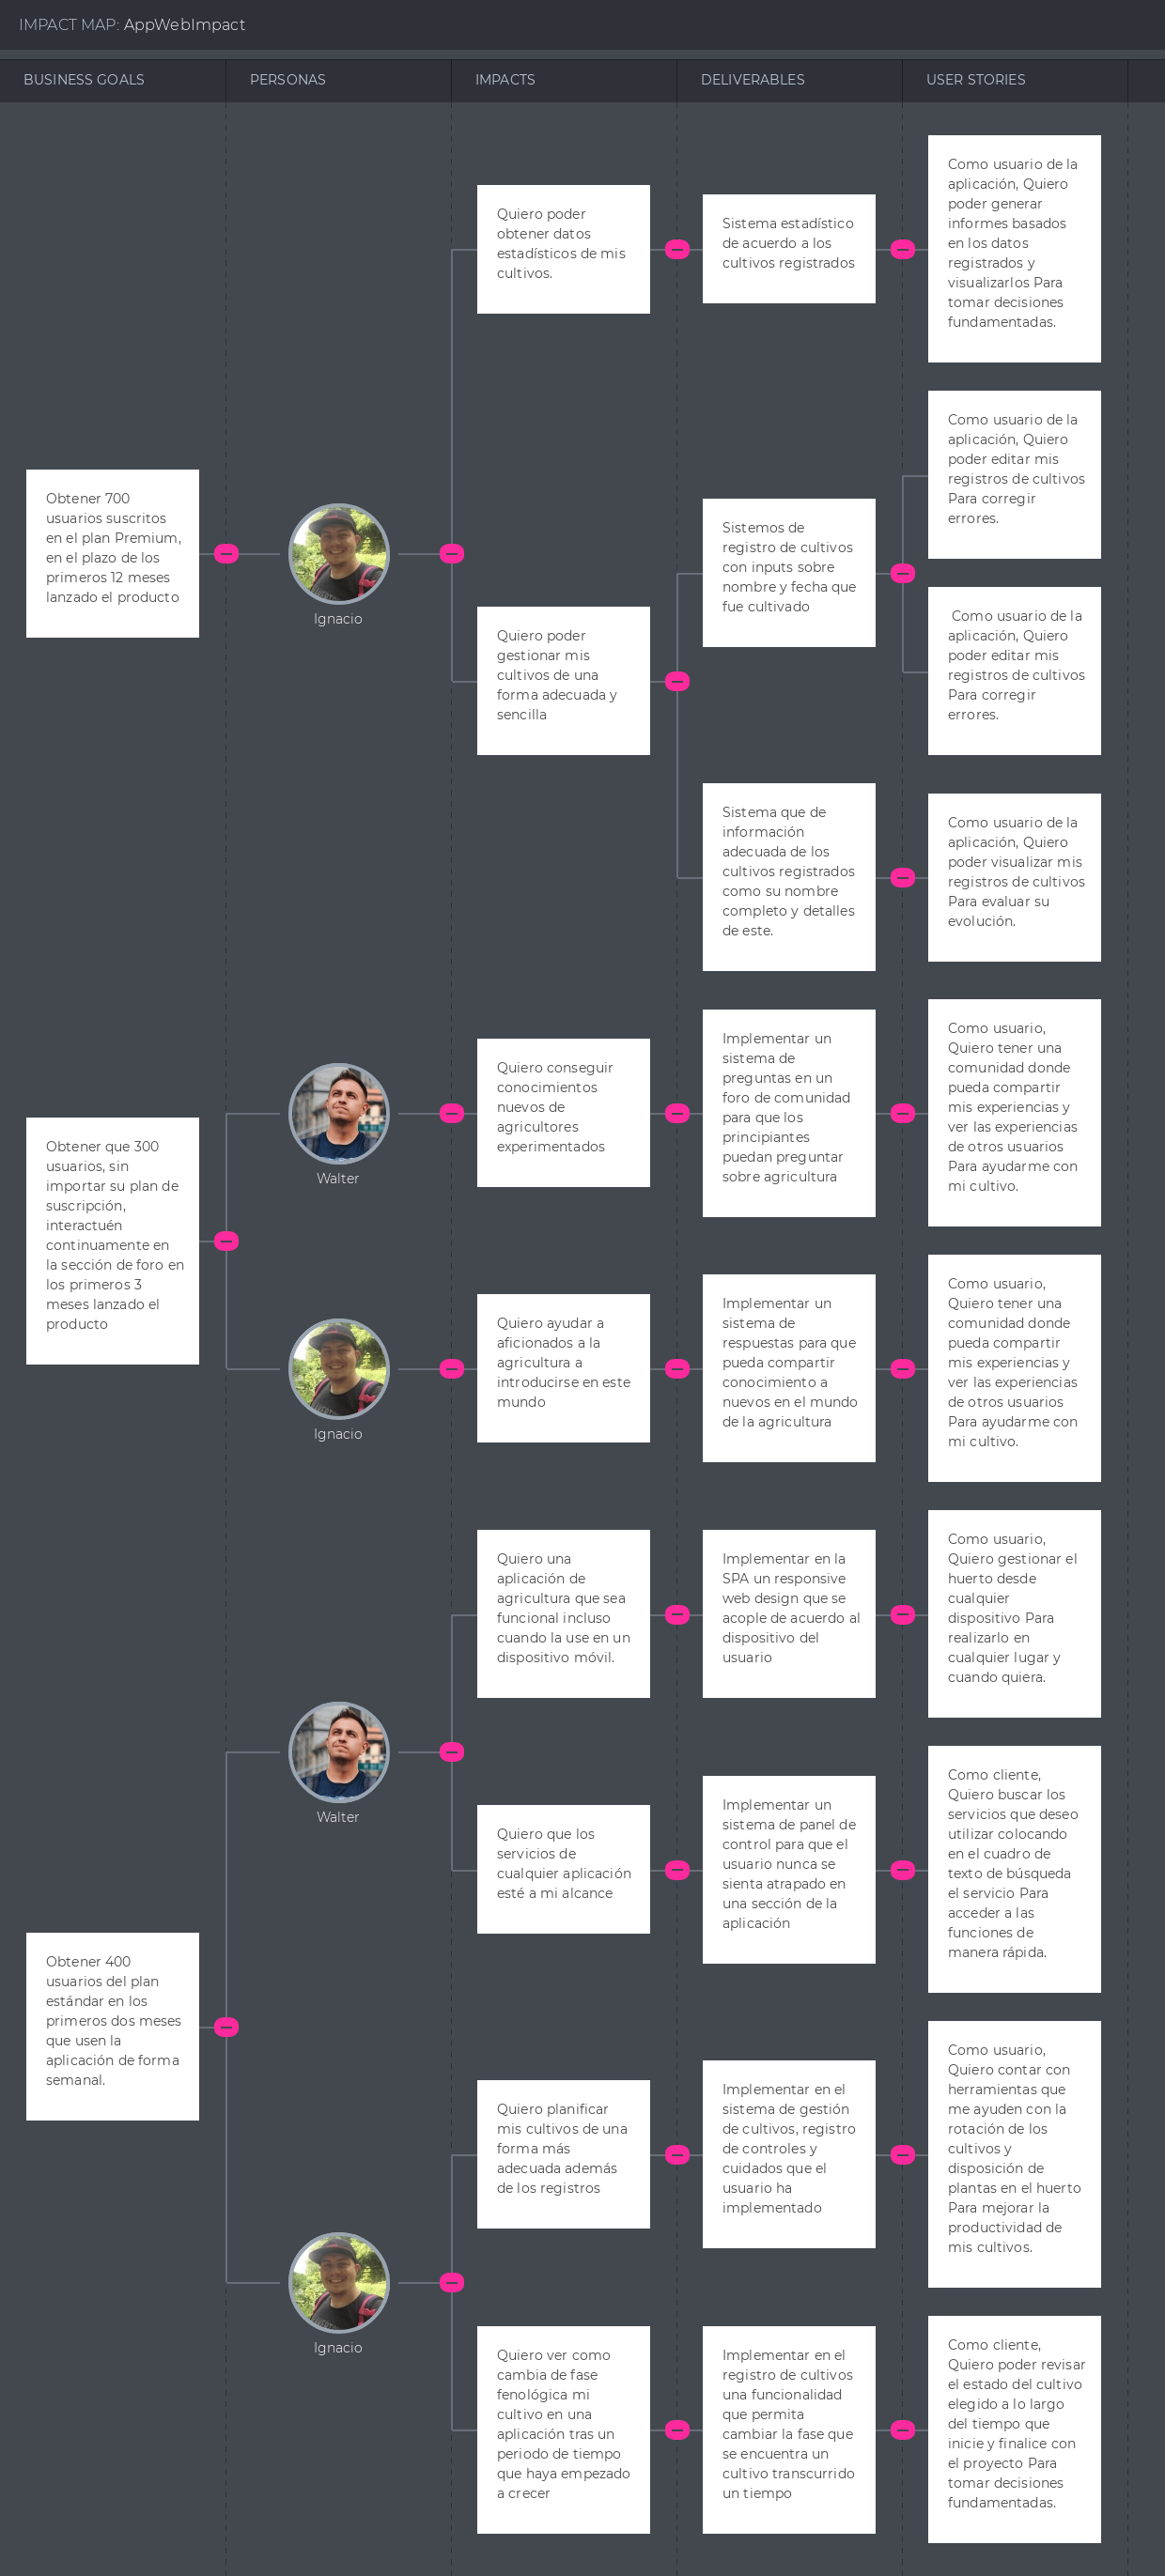 IMPACT MAP: AppWebImpact
BUSINESS GOALS
PERSONAS
IMPACTS
DELIVERABLES
USER STORIES
Obtener 700
usuarios suscritos
en el plan Premium,
en el plazo de los
primeros 12 meses
lanzado el producto
Ignacio
Quiero poder
obtener datos
estadísticos de mis
cultivos.
Sistema estadístico
de acuerdo a los
cultivos registrados
Como usuario de la
aplicación, Quiero
poder generar
informes basados
en los datos
registrados y
visualizarlos Para
tomar decisiones
fundamentadas.
Quiero poder
gestionar mis
cultivos de una
forma adecuada y
sencilla
Sistemos de
registro de cultivos
con inputs sobre
nombre y fecha que
fue cultivado
Como usuario de la
aplicación, Quiero
poder editar mis
registros de cultivos
Para corregir
errores.
Como usuario de la
aplicación, Quiero
poder editar mis
registros de cultivos
Para corregir
errores.
Sistema que de
información
adecuada de los
cultivos registrados
como su nombre
completo y detalles
de este.
Como usuario de la
aplicación, Quiero
poder visualizar mis
registros de cultivos
Para evaluar su
evolución.
Obtener que 300
usuarios, sin
importar su plan de
suscripción,
interactuén
continuamente en
la sección de foro en
los primeros 3
meses lanzado el
producto
Walter
Quiero conseguir
conocimientos
nuevos de
agricultores
experimentados
Implementar un
sistema de
preguntas en un
foro de comunidad
para que los
principiantes
puedan preguntar
sobre agricultura
Como usuario,
Quiero tener una
comunidad donde
pueda compartir
mis experiencias y
ver las experiencias
de otros usuarios
Para ayudarme con
mi cultivo.
Ignacio
Quiero ayudar a
aficionados a la
agricultura a
introducirse en este
mundo
Implementar un
sistema de
respuestas para que
pueda compartir
conocimiento a
nuevos en el mundo
de la agricultura
Como usuario,
Quiero tener una
comunidad donde
pueda compartir
mis experiencias y
ver las experiencias
de otros usuarios
Para ayudarme con
mi cultivo.
Obtener 400
usuarios del plan
estándar en los
primeros dos meses
que usen la
aplicación de forma
semanal.
Walter
Quiero una
aplicación de
agricultura que sea
funcional incluso
cuando la use en un
dispositivo móvil.
Implementar en la
SPA un responsive
web design que se
acople de acuerdo al
dispositivo del
usuario
Como usuario,
Quiero gestionar el
huerto desde
cualquier
dispositivo Para
realizarlo en
cualquier lugar y
cuando quiera.
Quiero que los
servicios de
cualquier aplicación
esté a mi alcance
Implementar un
sistema de panel de
control para que el
usuario nunca se
sienta atrapado en
una sección de la
aplicación
Como cliente,
Quiero buscar los
servicios que deseo
utilizar colocando
en el cuadro de
texto de búsqueda
el servicio Para
acceder a las
funciones de
manera rápida.
Ignacio
Quiero planificar
mis cultivos de una
forma más
adecuada además
de los registros
Implementar en el
sistema de gestión
de cultivos, registro
de controles y
cuidados que el
usuario ha
implementado
Como usuario,
Quiero contar con
herramientas que
me ayuden con la
rotación de los
cultivos y
disposición de
plantas en el huerto
Para mejorar la
productividad de
mis cultivos.
Quiero ver como
cambia de fase
fenológica mi
cultivo en una
aplicación tras un
periodo de tiempo
que haya empezado
a crecer
Implementar en el
registro de cultivos
una funcionalidad
que permita
cambiar la fase que
se encuentra un
cultivo transcurrido
un tiempo
Como cliente,
Quiero poder revisar
el estado del cultivo
elegido a lo largo
del tiempo que
inicie y finalice con
el proyecto Para
tomar decisiones
fundamentadas.